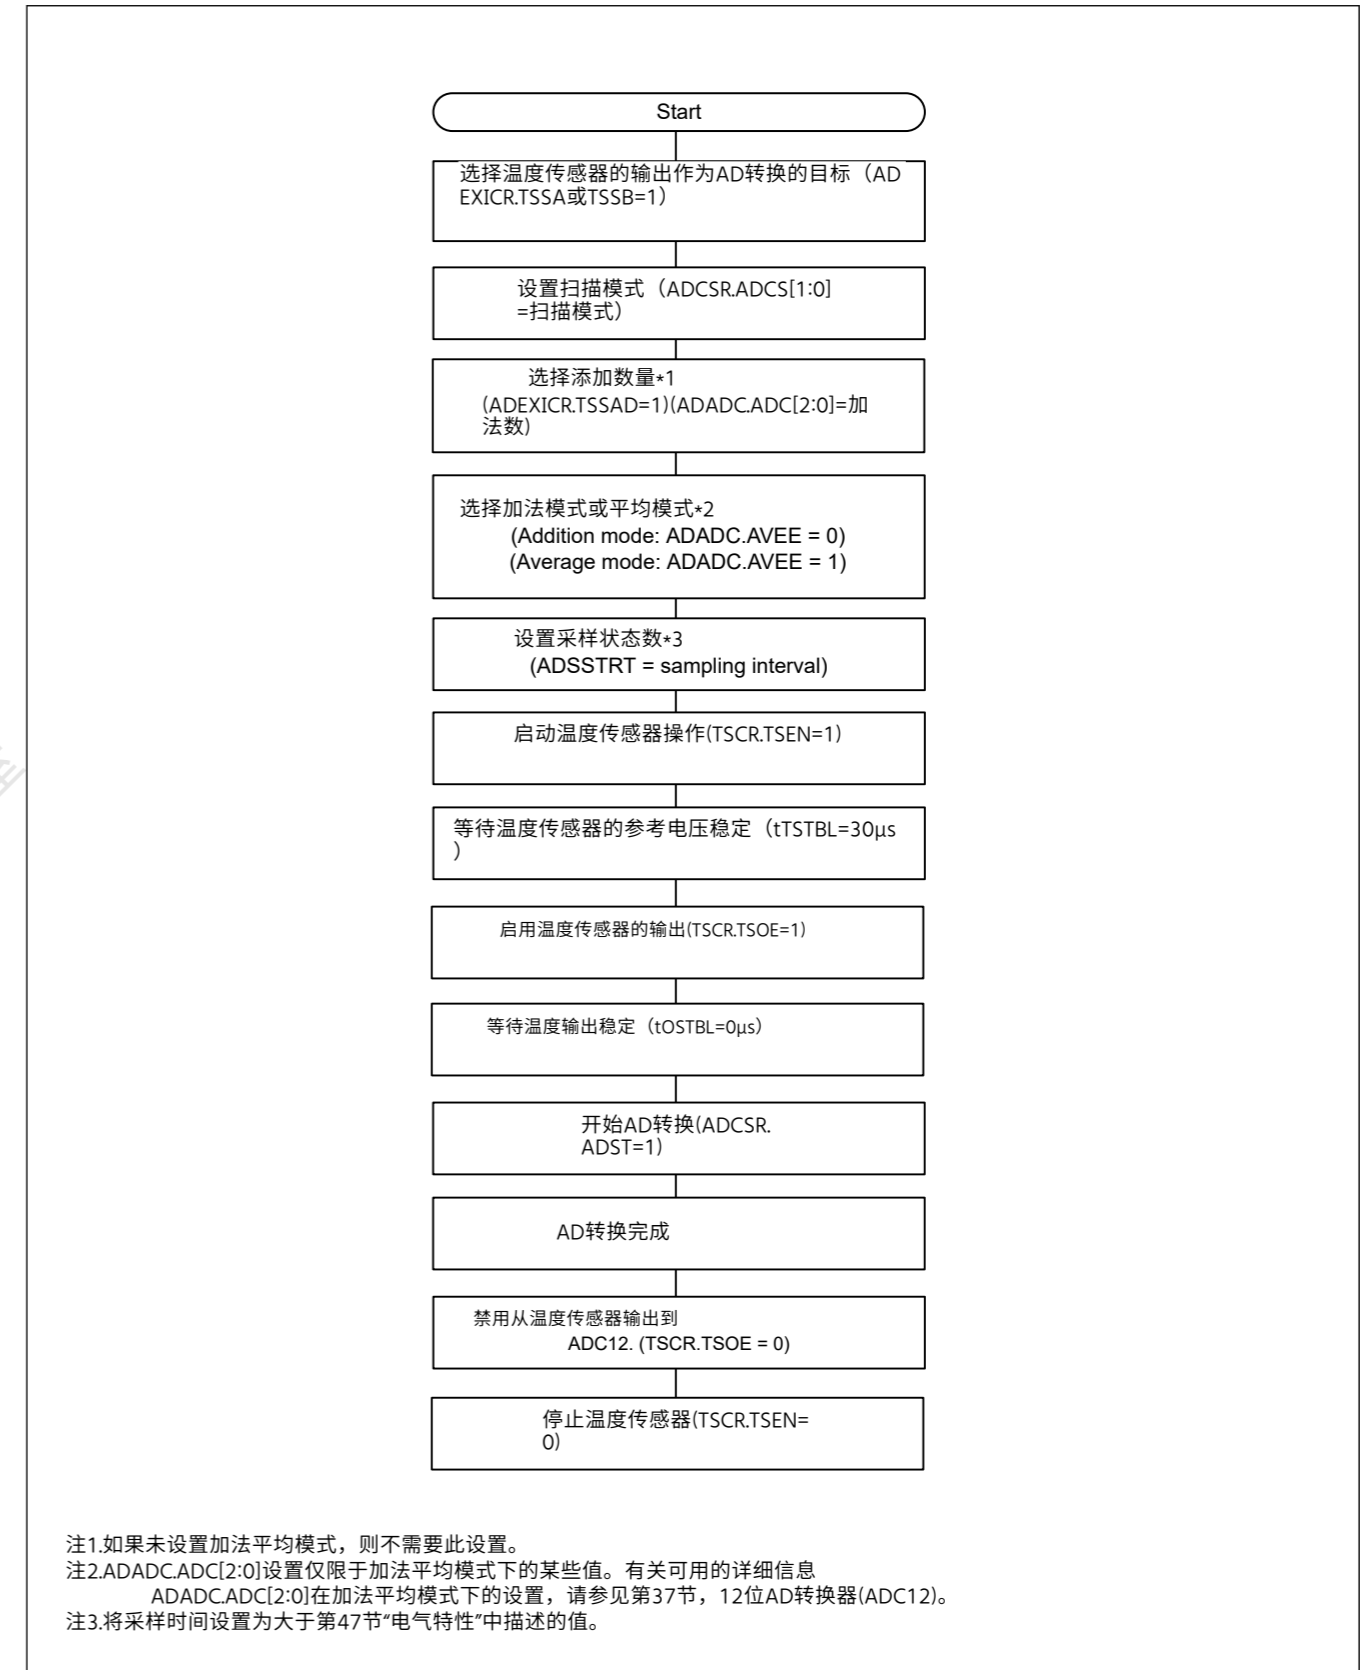 Start
选择温度传感器的输出作为AD转换的目标（AD
EXICR.TSSA或TSSB=1）
设置扫描模式（ADCSR.ADCS[1:0]
=扫描模式）
选择添加数量*1
(ADEXICR.TSSAD=1)(ADADC.ADC[2:0]=加
法数)
选择加法模式或平均模式*2
(Addition mode: ADADC.AVEE = 0)
(Average mode: ADADC.AVEE = 1)
设置采样状态数*3
(ADSSTRT = sampling interval)
启动温度传感器操作(TSCR.TSEN=1)
等待温度传感器的参考电压稳定（tTSTBL=30μs
）
启用温度传感器的输出(TSCR.TSOE=1)
等待温度输出稳定（tOSTBL=0μs）
开始AD转换(ADCSR.
ADST=1)
AD转换完成
禁用从温度传感器输出到
ADC12. (TSCR.TSOE = 0)
停止温度传感器(TSCR.TSEN=
0)
注1.如果未设置加法平均模式，则不需要此设置。
注2.ADADC.ADC[2:0]设置仅限于加法平均模式下的某些值。有关可用的详细信息
ADADC.ADC[2:0]在加法平均模式下的设置，请参见第37节，12位AD转换器(ADC12)。
注3.将采样时间设置为大于第47节“电气特性”中描述的值。